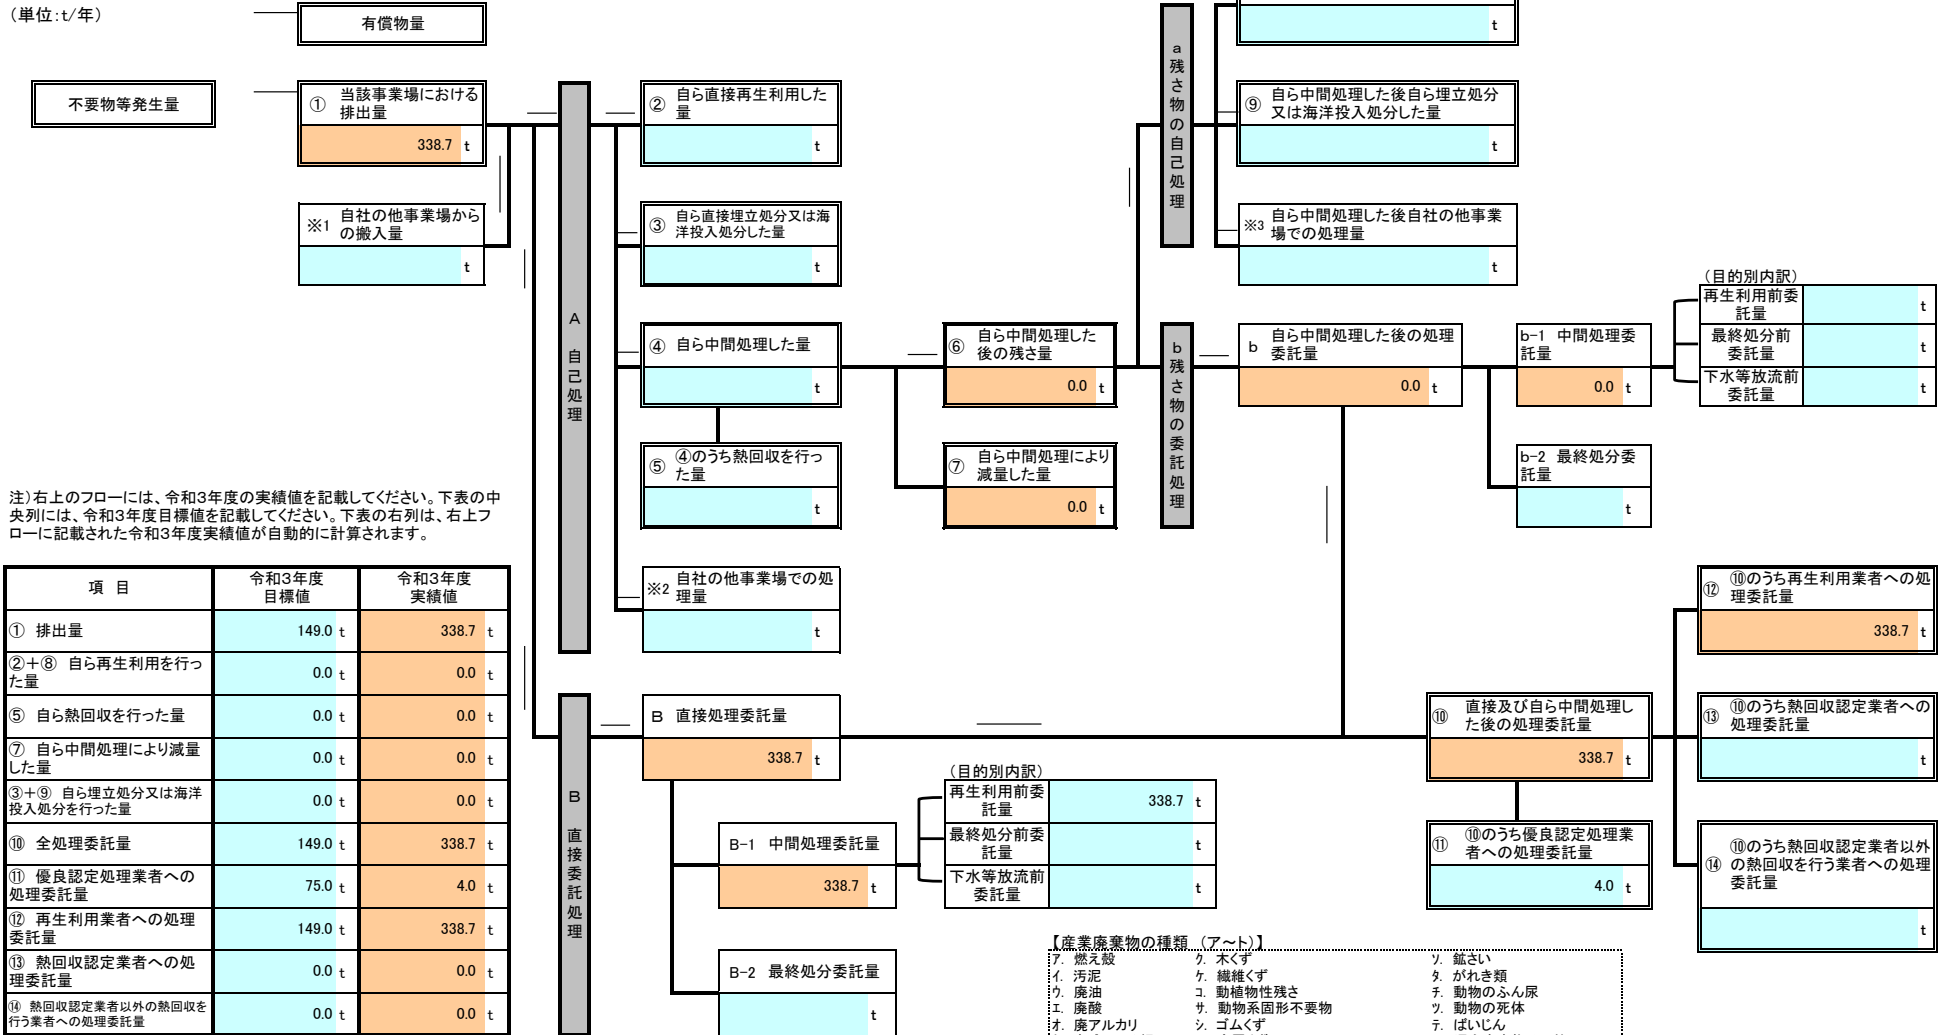 (単位:t/年)
有償物量
t
不要物等発生量
① 当該事業場における
排出量
338.7 t
※1 自社の他事業場から
の搬入量
t
A 自己処理
② 自ら直接再生利用した
量
t
③ 自ら直接埋立処分又は海
洋投入処分した量
t
④ 自ら中間処理した量
t
⑤ ④のうち熱回収を行っ
た量
t
※2 自社の他事業場での処
理量
t
⑥ 自ら中間処理した
後の残さ量
0.0 t
⑦ 自ら中間処理により
減量した量
0.0 t
a 残さ物の自己処理
⑨ 自ら中間処理した後自ら埋立処分
又は海洋投入処分した量
t
※3 自ら中間処理した後自社の他事業
場での処理量
t
b 残さ物の委託処理
b 自ら中間処理した後の処理
委託量
0.0 t
b-1 中間処理委
託量
0.0 t
b-2 最終処分委
託量
t
(目的別内訳)
再生利用前委
託量
t
最終処分前
委託量
t
下水等放流前
委託量
t
注)右上のフローには、令和3年度の実績値を記載してください。下表の中
央列には、令和3年度目標値を記載してください。下表の右列は、右上フ
ローに記載された令和3年度実績値が自動的に計算されます。
項 目 令和3年度 目標値 令和3年度 実績値
① 排出量 149.0 t 338.7 t
②+⑧ 自ら再生利用を行っ
た量 0.0 t 0.0 t
⑤ 自ら熱回収を行った量 0.0 t 0.0 t
⑦ 自ら中間処理により減量
した量 0.0 t 0.0 t
③+⑨ 自ら埋立処分又は海洋
投入処分を行った量 0.0 t 0.0 t
⑩ 全処理委託量 149.0 t 338.7 t
⑪ 優良認定処理業者への
処理委託量 75.0 t 4.0 t
⑫ 再生利用業者への処理
委託量 149.0 t 338.7 t
⑬ 熱回収認定業者への処
理委託量 0.0 t 0.0 t
⑭ 熱回収認定業者以外の熱回収を
行う業者への処理委託量 0.0 t 0.0 t
B 直接委託処理
B 直接処理委託量
338.7 t
B-1 中間処理委託量
338.7 t
B-2 最終処分委託量
t
(目的別内訳)
再生利用前委
託量
338.7 t
最終処分前委
託量
t
下水等放流前
委託量
t
⑩ 直接及び自ら中間処理し
た後の処理委託量
338.7 t
⑪ ⑩のうち優良認定処理業
者への処理委託量
4.0 t
⑫ ⑩のうち再生利用業者への処
理委託量
338.7 t
⑬ ⑩のうち熱回収認定業者への
処理委託量
t
⑭ ⑩のうち熱回収認定業者以外
の熱回収を行う業者への処理
委託量
t
【産業廃棄物の種類 (ア~ト)】
ア. 燃え殻 ク. 木くず ソ. 鉱さい
イ. 汚泥 ケ. 繊維くず タ. がれき類
ウ. 廃油 コ. 動植物性残さ チ. 動物のふん尿
エ. 廃酸 サ. 動物系固形不要物 ツ. 動物の死体
オ. 廃アルカリ シ. ゴムくず テ. ばいじん